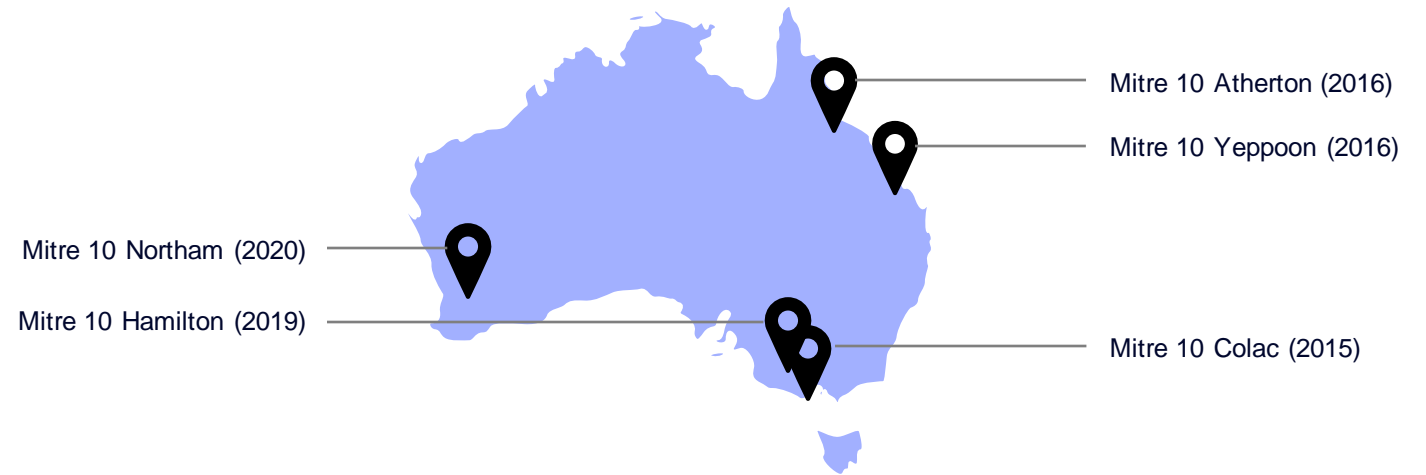 Mitre 10 Atherton (2016)
Mitre 10 Yeppoon (2016)
Mitre 10 Northam (2020)
Mitre 10 Hamilton (2019)
Mitre 10 Colac (2015)